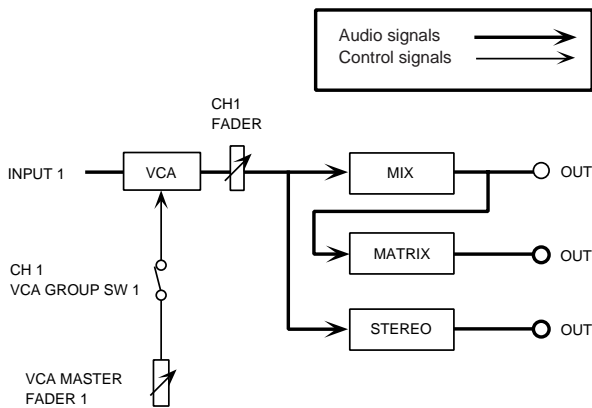 Audio signals
Control signals
CH1
FADER
INPUT 1
VCA
MIX
OUT
MATRIX
OUT
CH 1
VCA GROUP SW 1
STEREO
OUT
VCA MASTER
FADER 1